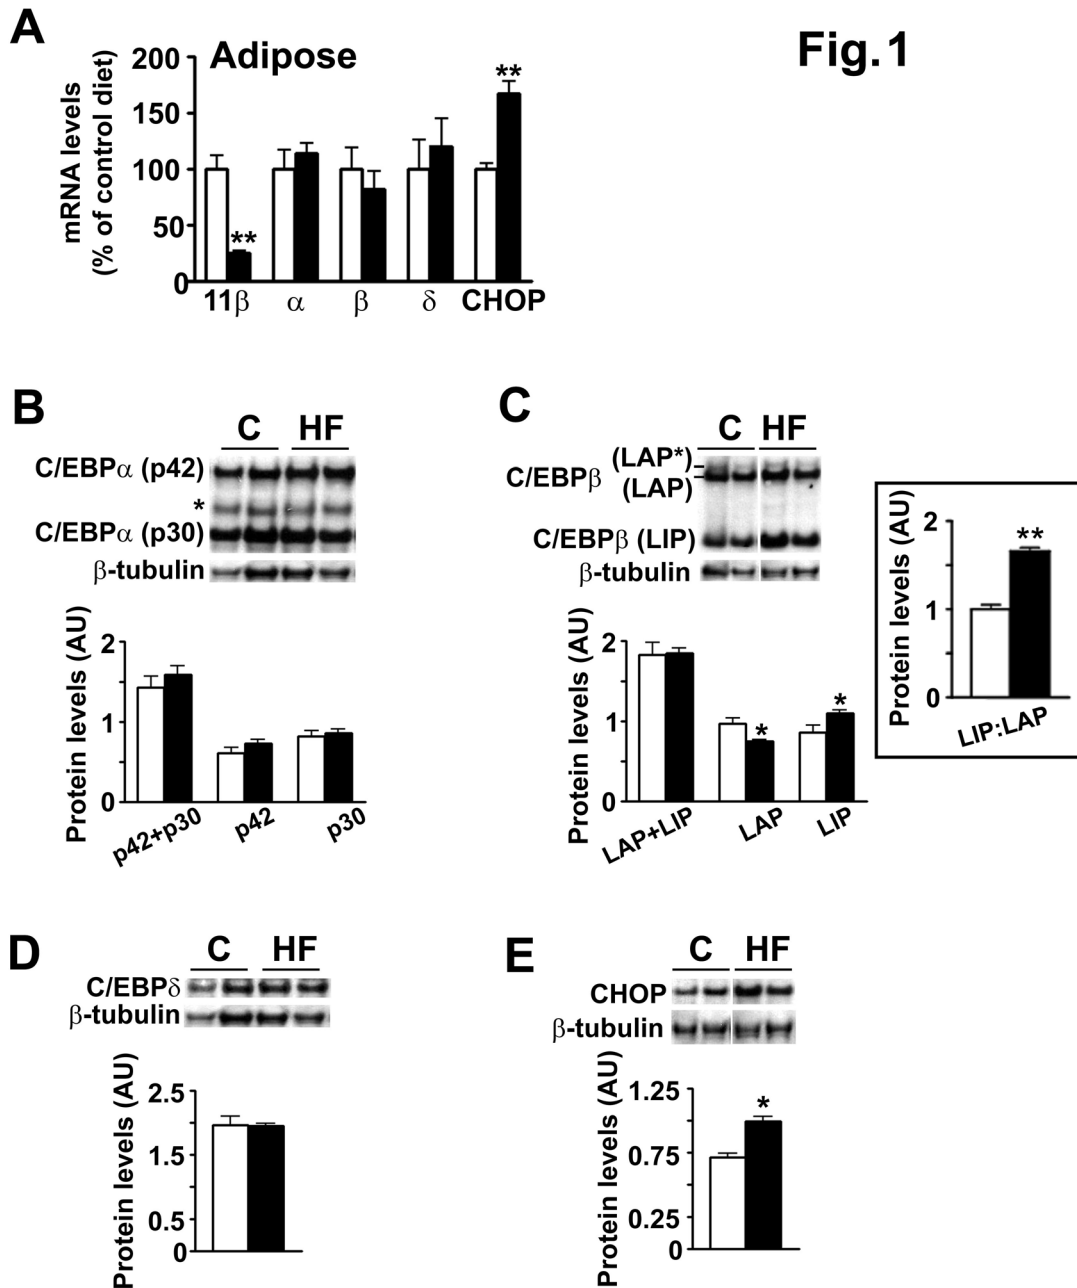 A
Fig.1
Adipose
mRNA levels
(% of control diet)
200
150
100
50
0
**
**
11β
α
β
δ
CHOP
B
C
HF
C/EBPα (p42)
*
C/EBPα (p30)
β-tubulin
Protein levels (AU)
2
1
0
p42+p30
p42
p30
C
C
HF
C/EBPβ
(LAP*)
(LAP)
C/EBPβ (LIP)
β-tubulin
Protein levels (AU)
2
1
0
*
*
LAP+LIP
LAP
LIP
Protein levels (AU)
2
1
0
**
LIP:LAP
D
C
HF
C/EBPδ
β-tubulin
Protein levels (AU)
2.5
1.5
0.5
0
E
C
HF
CHOP
β-tubulin
Protein levels (AU)
1.25
0.75
0.25
0
*